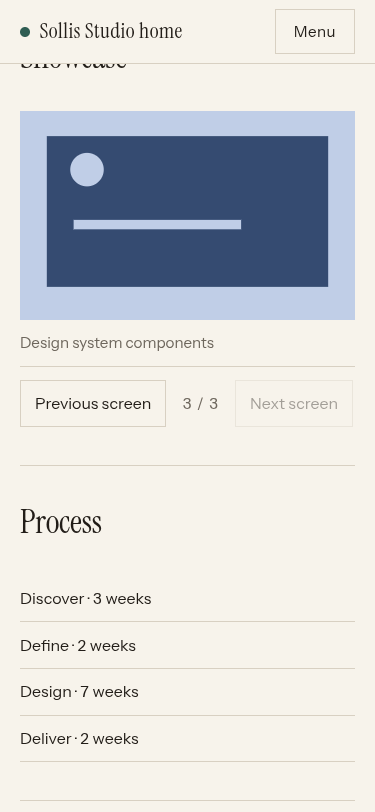 Sollis Studio home
Menu
Showcase
Design system components
Previous screen
3 / 3
Next screen
Process
Discover · 3 weeks
Define · 2 weeks
Design · 7 weeks
Deliver · 2 weeks